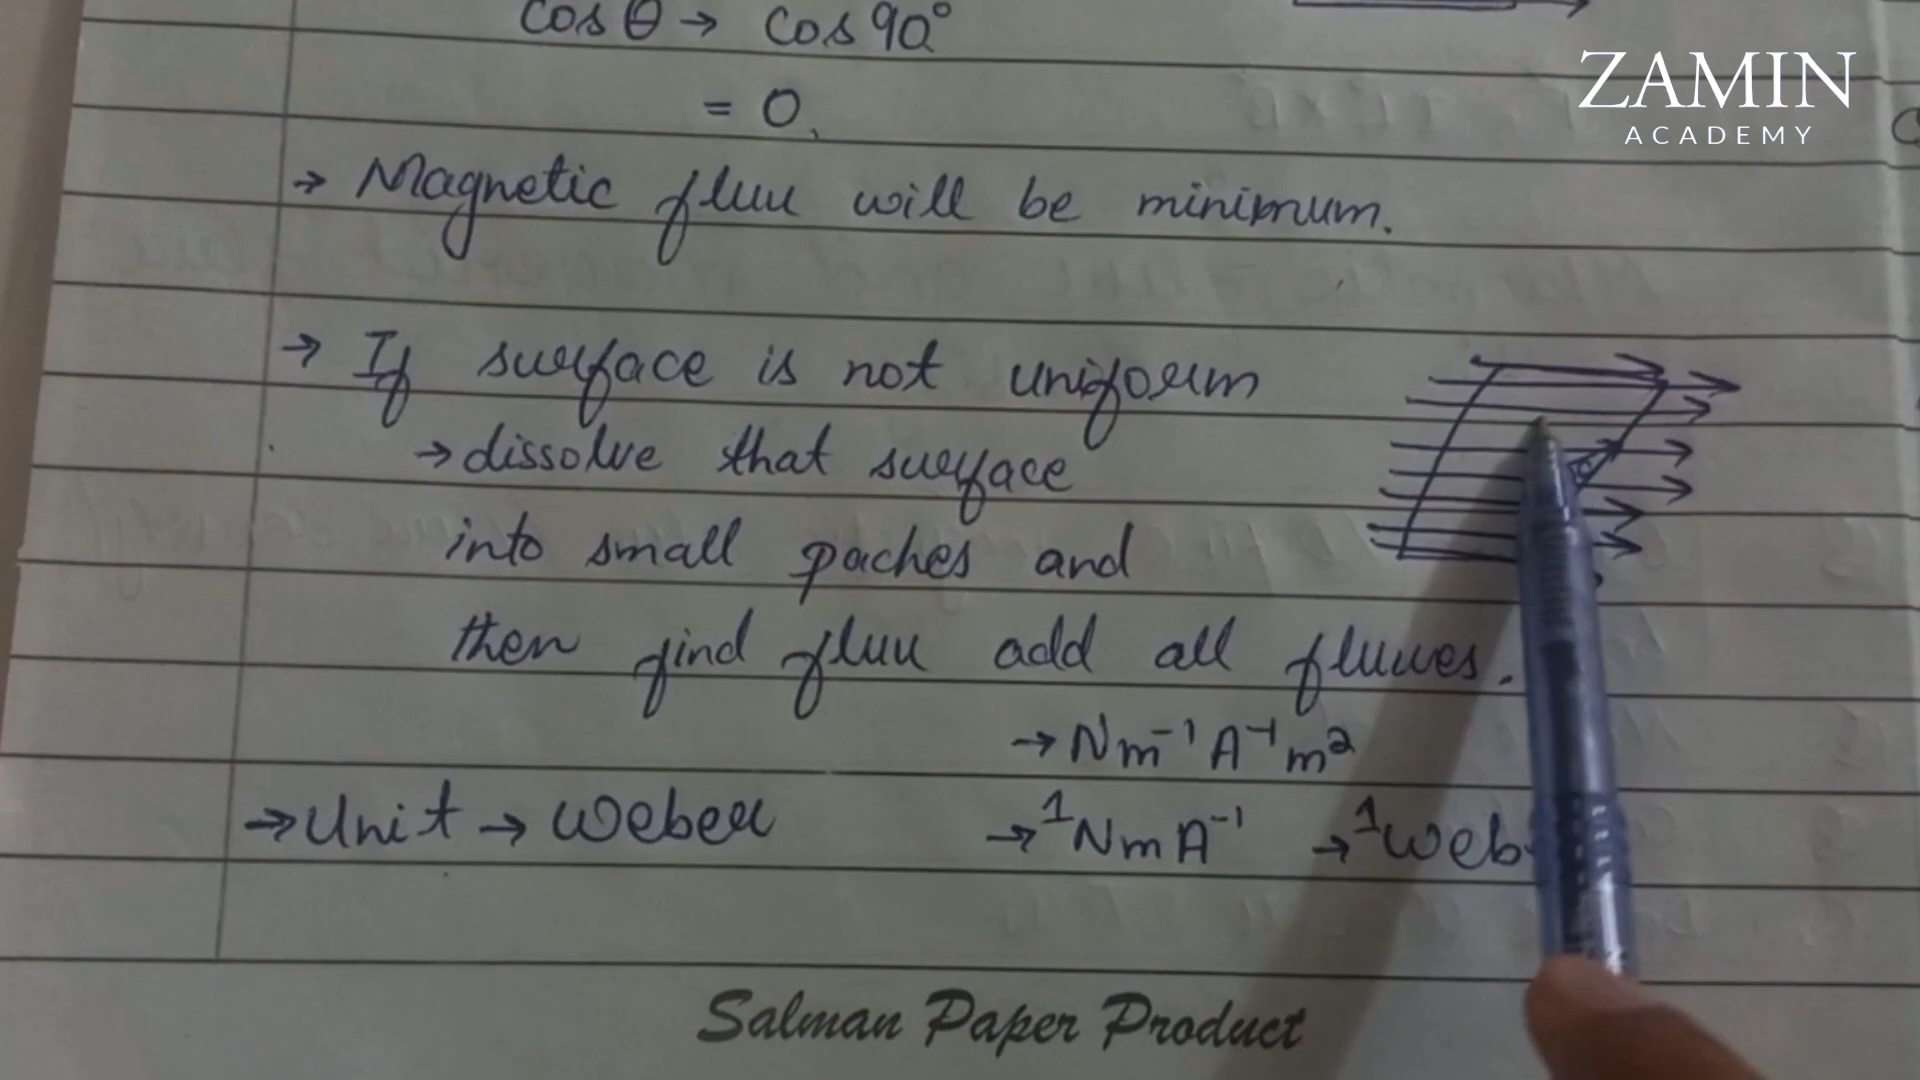 Cos θ → Cos 90°
= 0,
ZAMIN
ACADEMY
→ Magnetic flux will be minimum.
→ If surface is not uniform
→ dissolve that surface
into small paches and
then find flux add all fluxes.
→ N m⁻¹ A⁻¹ m²
→ Unit → Weber
→ 1 N m A⁻¹ → 1 Web
Salman Paper Product